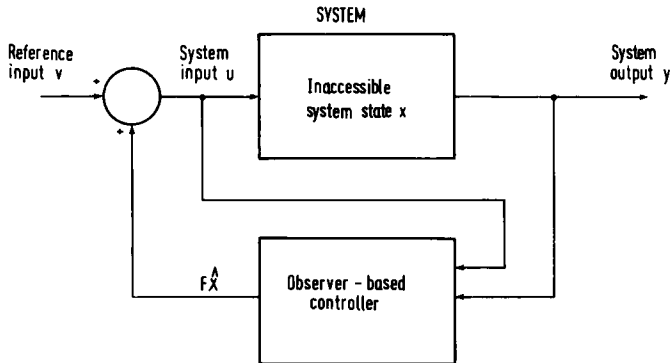 SYSTEM
Reference
input v
System
input u
System
output y
+
+
Inaccessible
system state x
Fx̂
Observer - based
controller